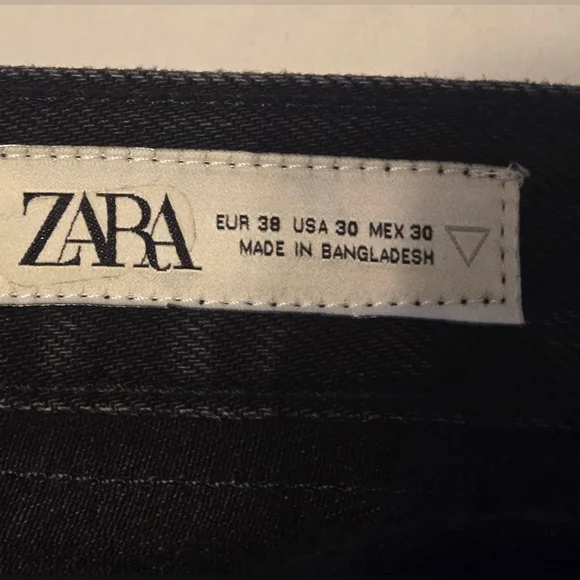 ZARA
EUR 38 USA 30 MEX 30
MADE IN BANGLADESH